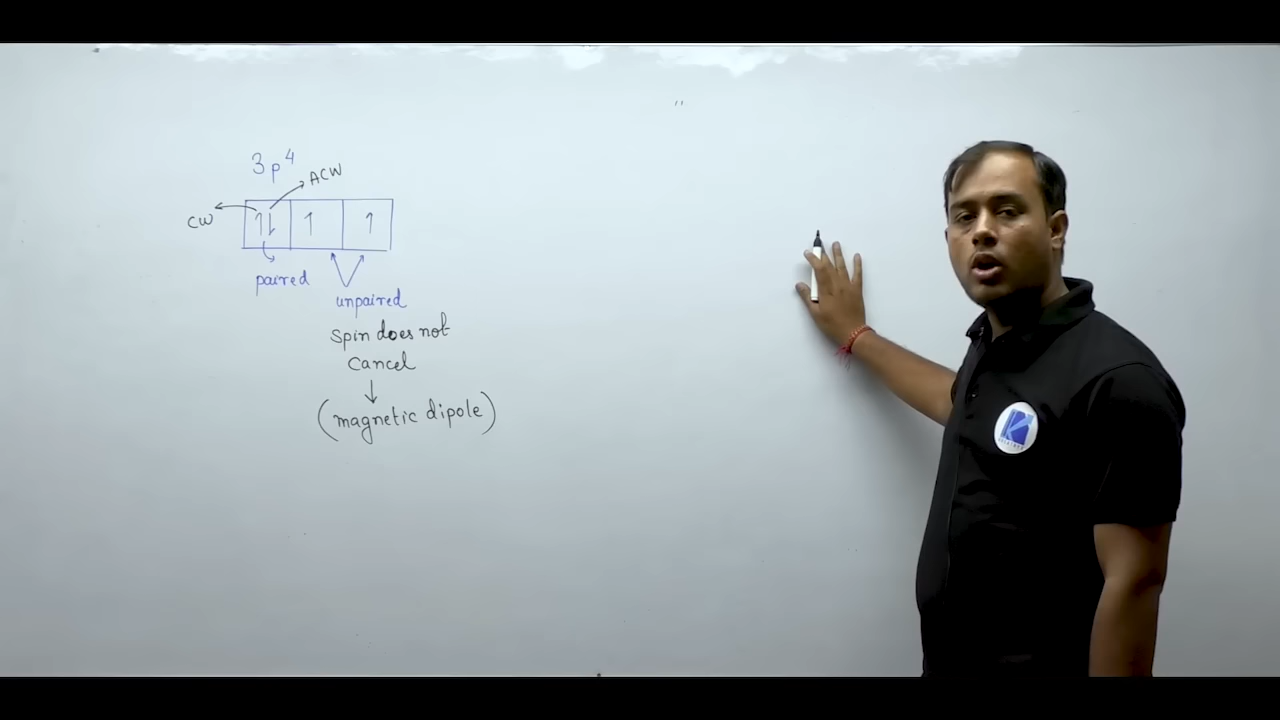 3p⁴
ACW
CW
↑↓ ↑ ↑
paired
unpaired
spin does not
cancel
↓
(magnetic dipole)